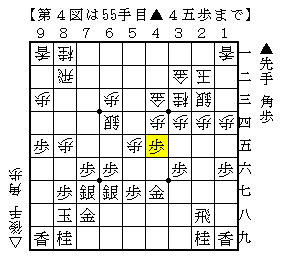 【第４図は55手目▲４五歩まで】
９ ８ ７ ６ ５ ４ ３ ２ １
香 桂 香 一
飛 金 玉 二
歩 歩 金 桂 銀 三
銀 歩 歩 歩 歩 四
歩 歩 歩 歩 五
歩 歩 歩 歩 六
歩 銀 銀 歩 金 七
玉 金 飛 八
香 桂 桂 香 九
▲先手 角 歩
△後手 角 歩